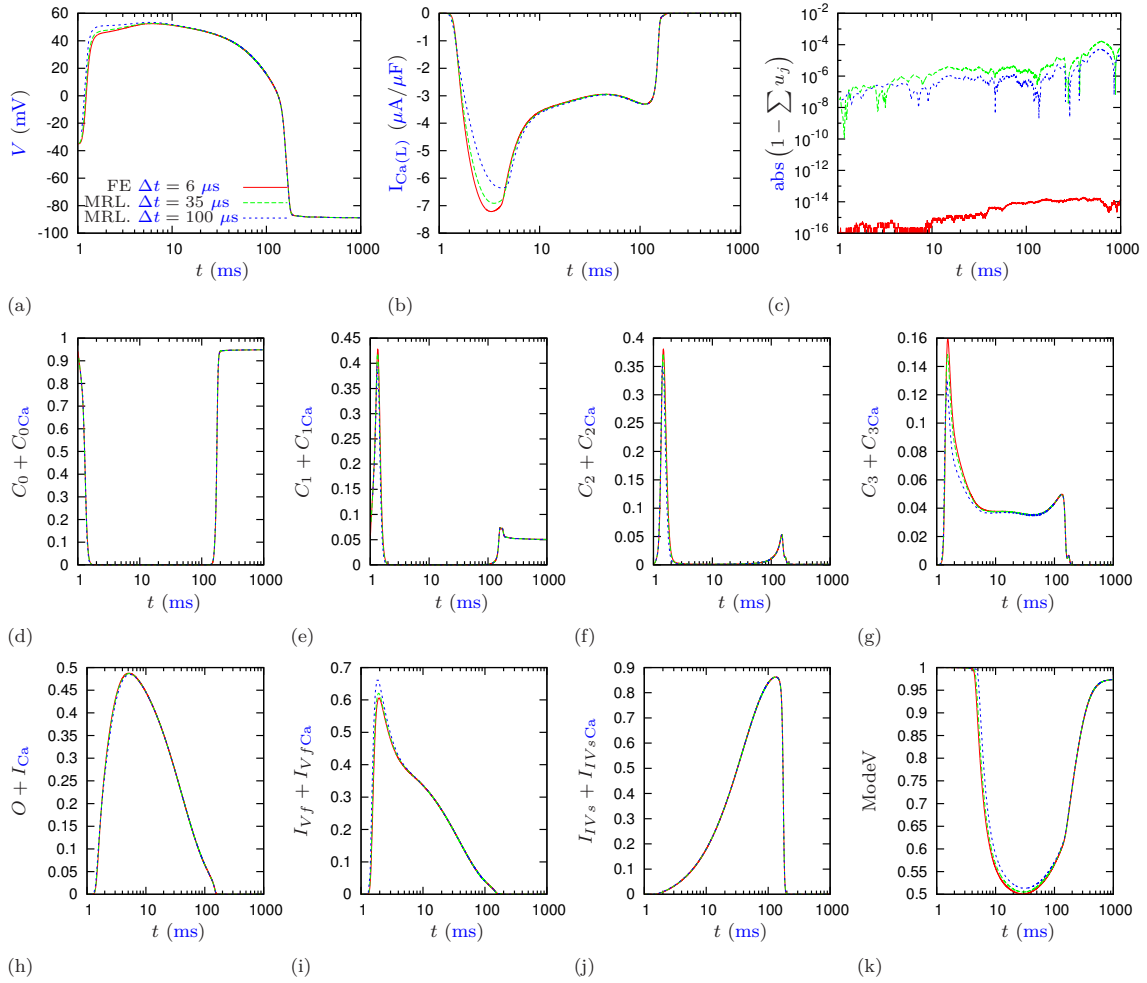 60
40
20
0
-20
-40
-60
-80
-100
V (mV)
FE Δt = 6 μs
MRL. Δt = 35 μs
MRL. Δt = 100 μs
1 10 100 1000
t (ms)
(a)
0
-1
-2
-3
-4
-5
-6
-7
-8
I_Ca(L) (μA/μF)
1 10 100 1000
t (ms)
(b)
10^-2
10^-4
10^-6
10^-8
10^-10
10^-12
10^-14
10^-16
abs (1 − ∑ u_j)
1 10 100 1000
t (ms)
(c)
1
0.9
0.8
0.7
0.6
0.5
0.4
0.3
0.2
0.1
0
C_0 + C_0Ca
1 10 100 1000
t (ms)
(d)
0.45
0.4
0.35
0.3
0.25
0.2
0.15
0.1
0.05
0
C_1 + C_1Ca
1 10 100 1000
t (ms)
(e)
0.4
0.35
0.3
0.25
0.2
0.15
0.1
0.05
0
C_2 + C_2Ca
1 10 100 1000
t (ms)
(f)
0.16
0.14
0.12
0.1
0.08
0.06
0.04
0.02
0
C_3 + C_3Ca
1 10 100 1000
t (ms)
(g)
0.5
0.45
0.4
0.35
0.3
0.25
0.2
0.15
0.1
0.05
0
O + I_Ca
1 10 100 1000
t (ms)
(h)
0.7
0.6
0.5
0.4
0.3
0.2
0.1
0
I_Vf + I_VfCa
1 10 100 1000
t (ms)
(i)
0.9
0.8
0.7
0.6
0.5
0.4
0.3
0.2
0.1
0
I_IVs + I_IVsCa
1 10 100 1000
t (ms)
(j)
1
0.95
0.9
0.85
0.8
0.75
0.7
0.65
0.6
0.55
0.5
ModeV
1 10 100 1000
t (ms)
(k)